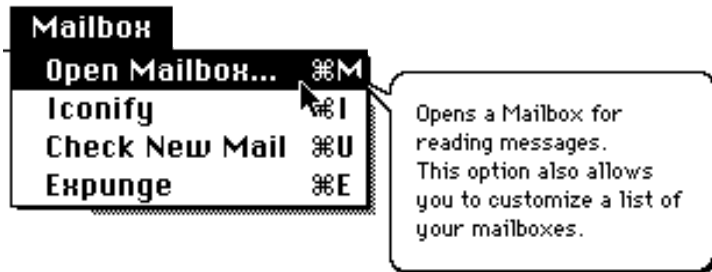 Mailbox
Open Mailbox... ⌘M
Iconify ⌘I
Check New Mail ⌘U
Expunge ⌘E
Opens a Mailbox for
reading messages.
This option also allows
you to customize a list of
your mailboxes.